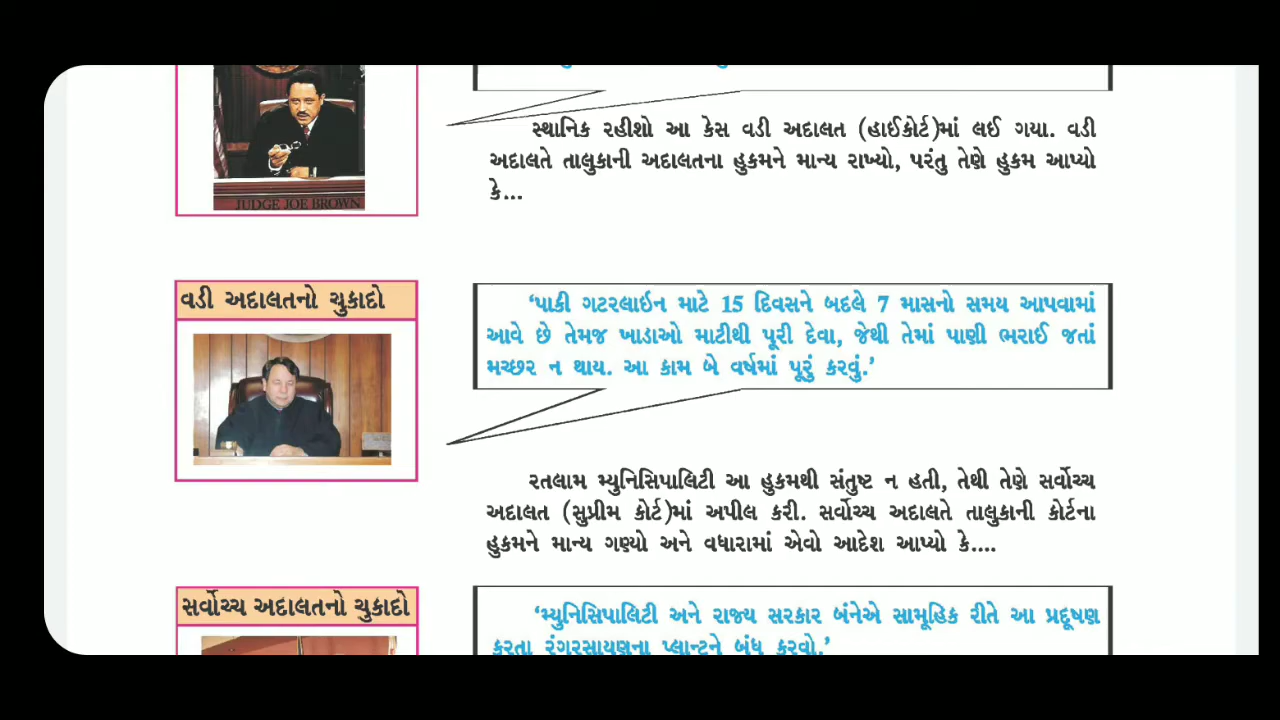 JUDGE JOE BROWN
સ્થાનિક રહીશો આ કેસ વડી અદાલત (હાઈકોર્ટ)માં લઈ ગયા. વડી
અદાલતે તાલુકાની અદાલતના હુકમને માન્ય રાખ્યો, પરંતુ તેણે હુકમ આપ્યો
કે...
વડી અદાલતનો ચુકાદો
‘પાકી ગટરલાઇન માટે 15 દિવસને બદલે 7 માસનો સમય આપવામાં
આવે છે તેમજ ખાડાઓ માટીથી પૂરી દેવા, જેથી તેમાં પાણી ભરાઈ જતાં
મચ્છર ન થાય. આ કામ બે વર્ષમાં પૂરું કરવું.’
રતલામ મ્યુનિસિપાલિટી આ હુકમથી સંતુષ્ટ ન હતી, તેથી તેણે સર્વોચ્ચ
અદાલત (સુપ્રીમ કોર્ટ)માં અપીલ કરી. સર્વોચ્ચ અદાલતે તાલુકાની કોર્ટના
હુકમને માન્ય ગણ્યો અને વધારામાં એવો આદેશ આપ્યો કે....
સર્વોચ્ચ અદાલતનો ચુકાદો
‘મ્યુનિસિપાલિટી અને રાજ્ય સરકાર બંનેએ સામૂહિક રીતે આ પ્રદૂષણ
કરતા રંગરસાયણના પ્લાન્ટને બંધ કરવો.’